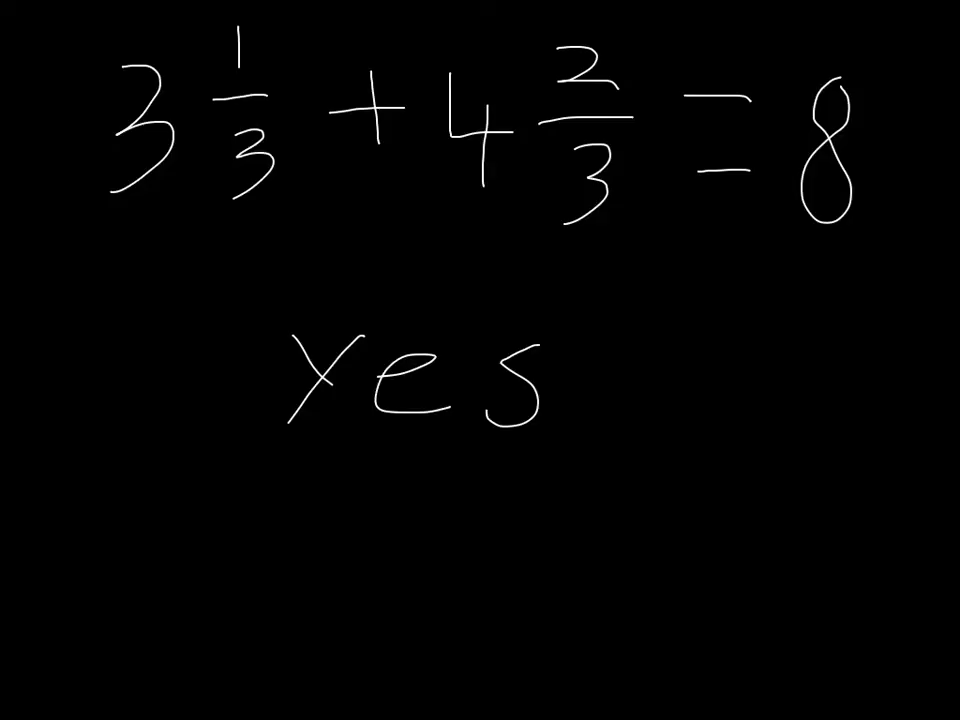 3 1/3 + 4 2/3 = 8
yes